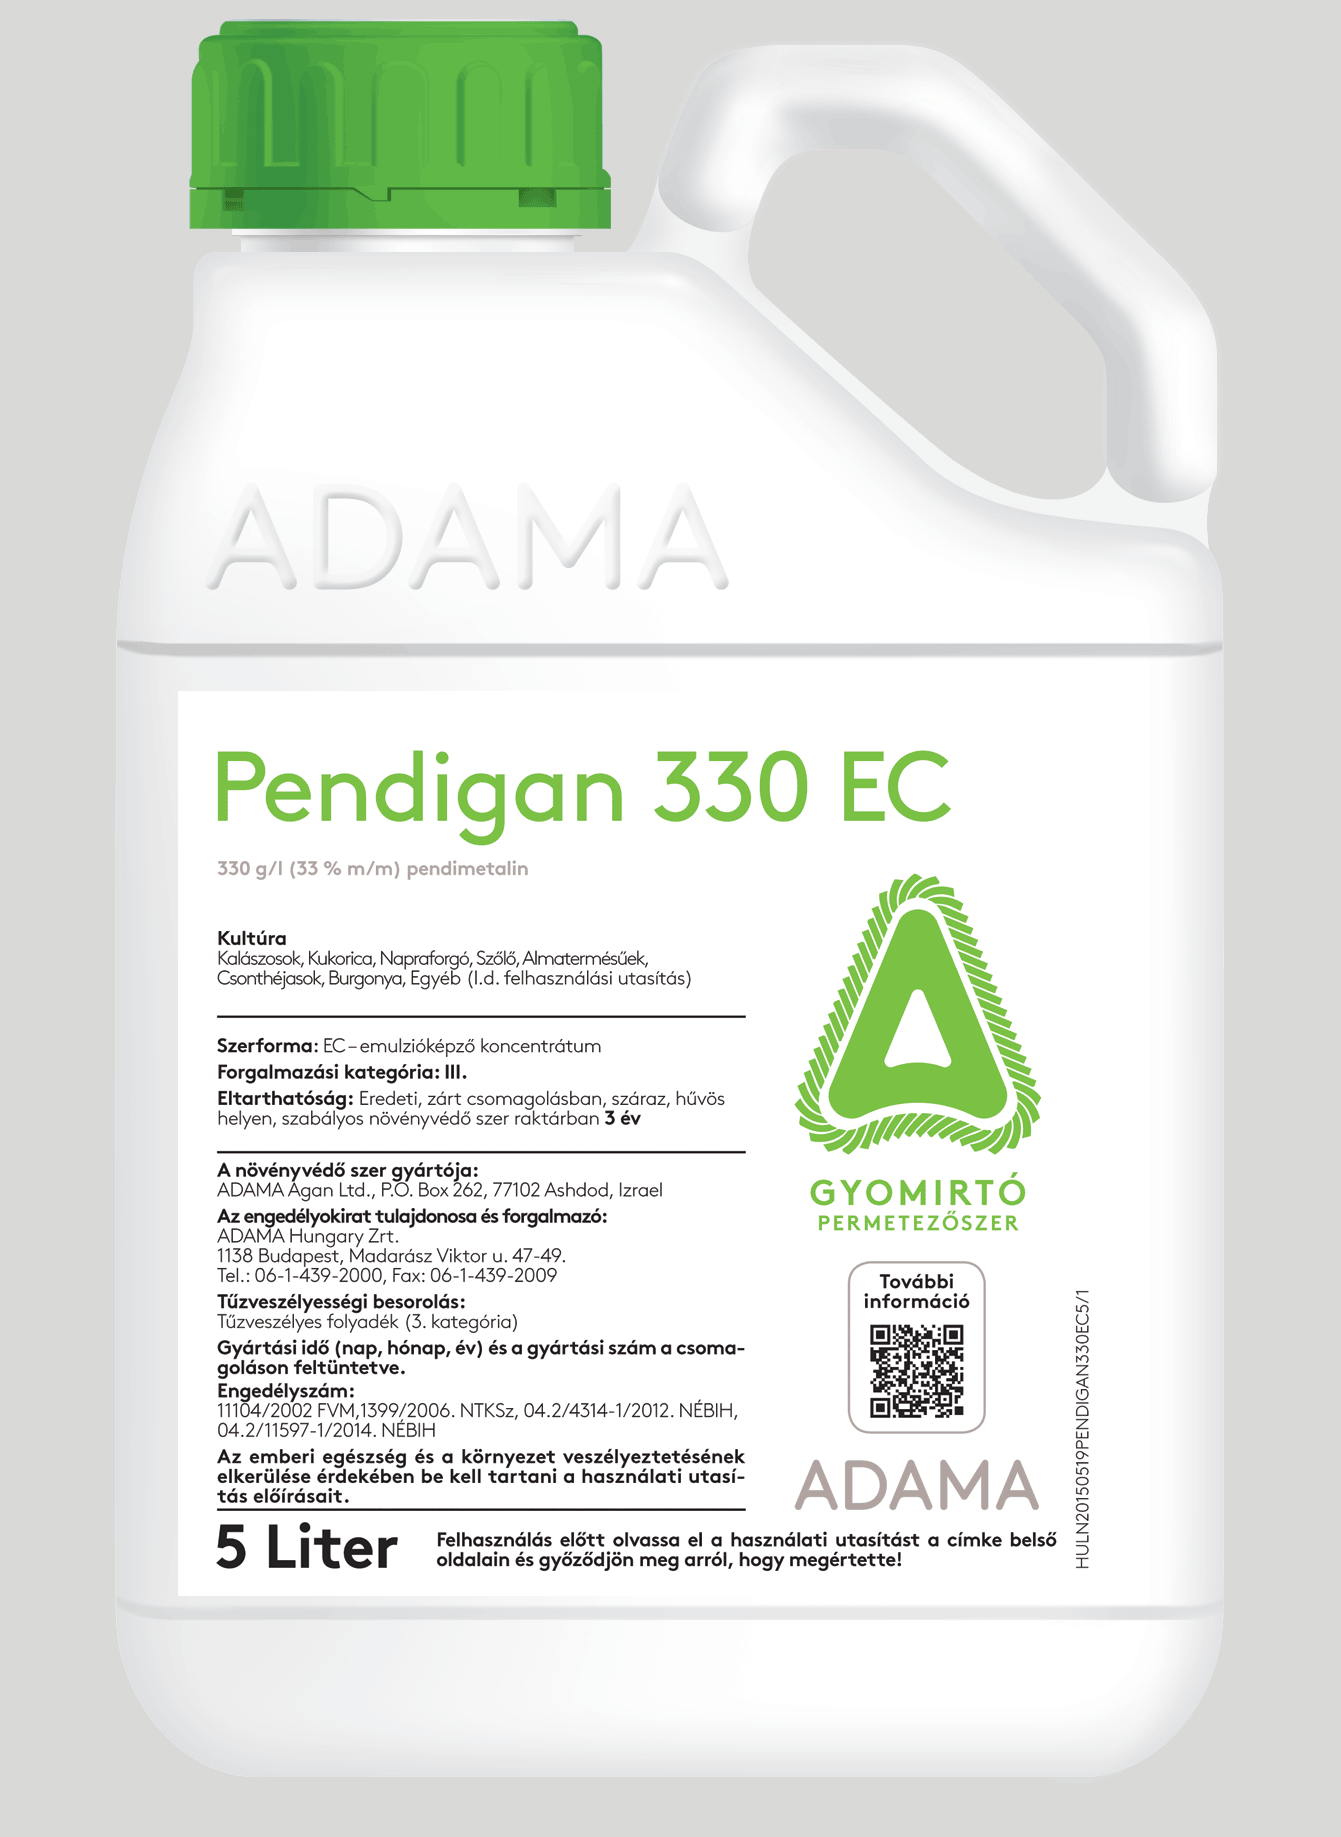 ADAMA
Pendigan 330 EC
330 g/l (33 % m/m) pendimetalin
Kultúra
Kalászosok, Kukorica, Napraforgó, Szőlő, Almatermésűek,
Csonthéjasok, Burgonya, Egyéb (l.d. felhasználási utasítás)
Szerforma: EC – emulzióképző koncentrátum
Forgalmazási kategória: III.
Eltarthatóság: Eredeti, zárt csomagolásban, száraz, hűvös
helyen, szabályos növényvédő szer raktárban 3 év
A növényvédő szer gyártója:
ADAMA Agan Ltd., P.O. Box 262, 77102 Ashdod, Izrael
Az engedélyokirat tulajdonosa és forgalmazó:
ADAMA Hungary Zrt.
1138 Budapest, Madarász Viktor u. 47-49.
Tel.: 06-1-439-2000, Fax: 06-1-439-2009
Tűzveszélyességi besorolás:
Tűzveszélyes folyadék (3. kategória)
Gyártási idő (nap, hónap, év) és a gyártási szám a csoma-
goláson feltüntetve.
Engedélyszám:
11104/2002 FVM,1399/2006. NTKSz, 04.2/4314-1/2012. NÉBIH,
04.2/11597-1/2014. NÉBIH
Az emberi egészség és a környezet veszélyeztetésének
elkerülése érdekében be kell tartani a használati utasí-
tás előírásait.
5 Liter
Felhasználás előtt olvassa el a használati utasítást a címke belső
oldalain és győződjön meg arról, hogy megértette!
GYOMIRTÓ
PERMETEZŐSZER
További
információ
ADAMA
HULN20150519PENDIGAN330EC5/1